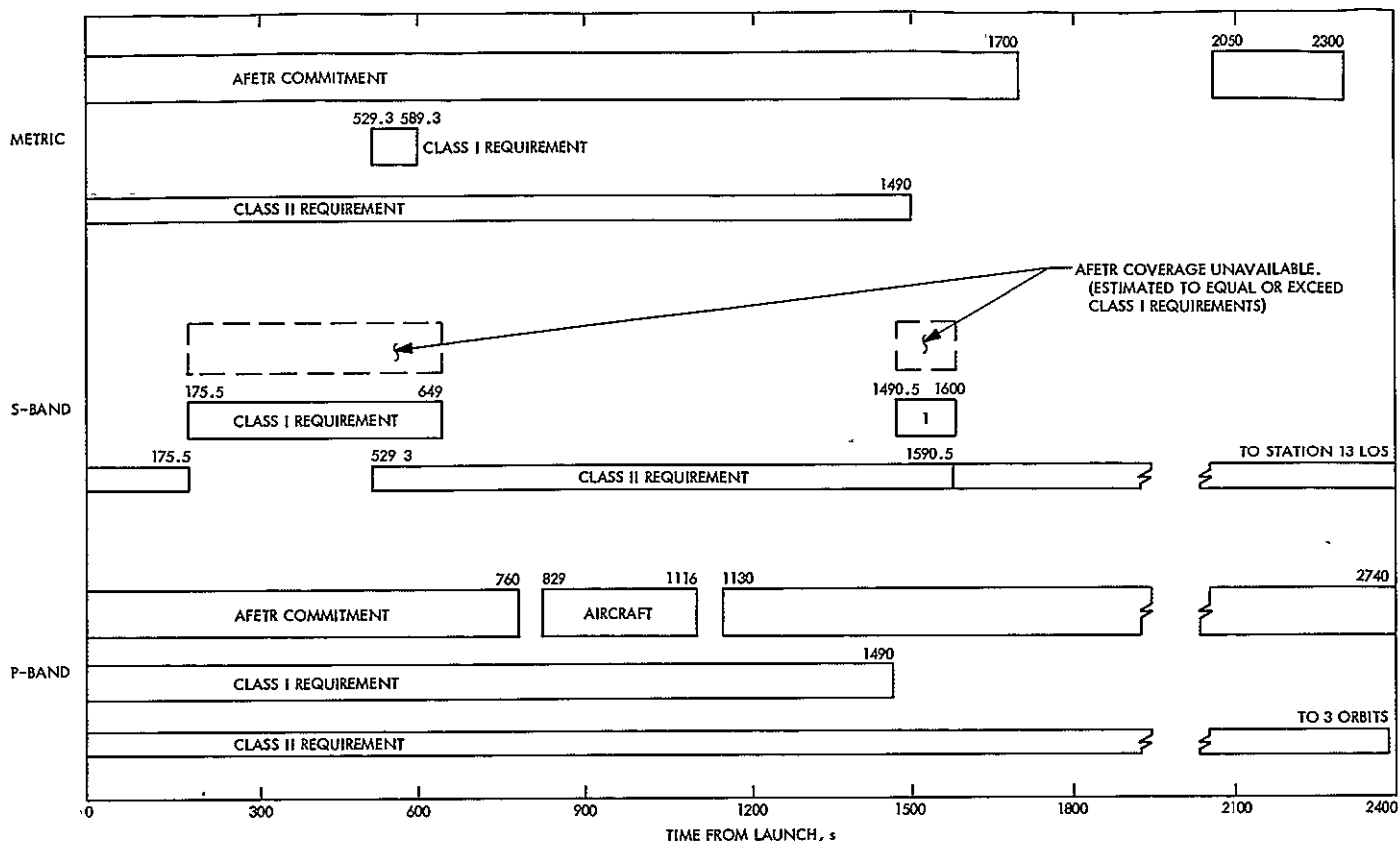 1700
2050
2300
AFETR COMMITMENT
METRIC
529.3 589.3
CLASS I REQUIREMENT
1490
CLASS II REQUIREMENT
AFETR COVERAGE UNAVAILABLE.
(ESTIMATED TO EQUAL OR EXCEED
CLASS I REQUIREMENTS)
S-BAND
175.5
649
1490.5
1600
CLASS I REQUIREMENT
1
175.5
529 3
1590.5
TO STATION 13 LOS
CLASS II REQUIREMENT
760
829
1116
1130
2740
AFETR COMMITMENT
AIRCRAFT
P-BAND
1490
CLASS I REQUIREMENT
TO 3 ORBITS
CLASS II REQUIREMENT
0
300
600
900
1200
1500
1800
2100
2400
TIME FROM LAUNCH, s